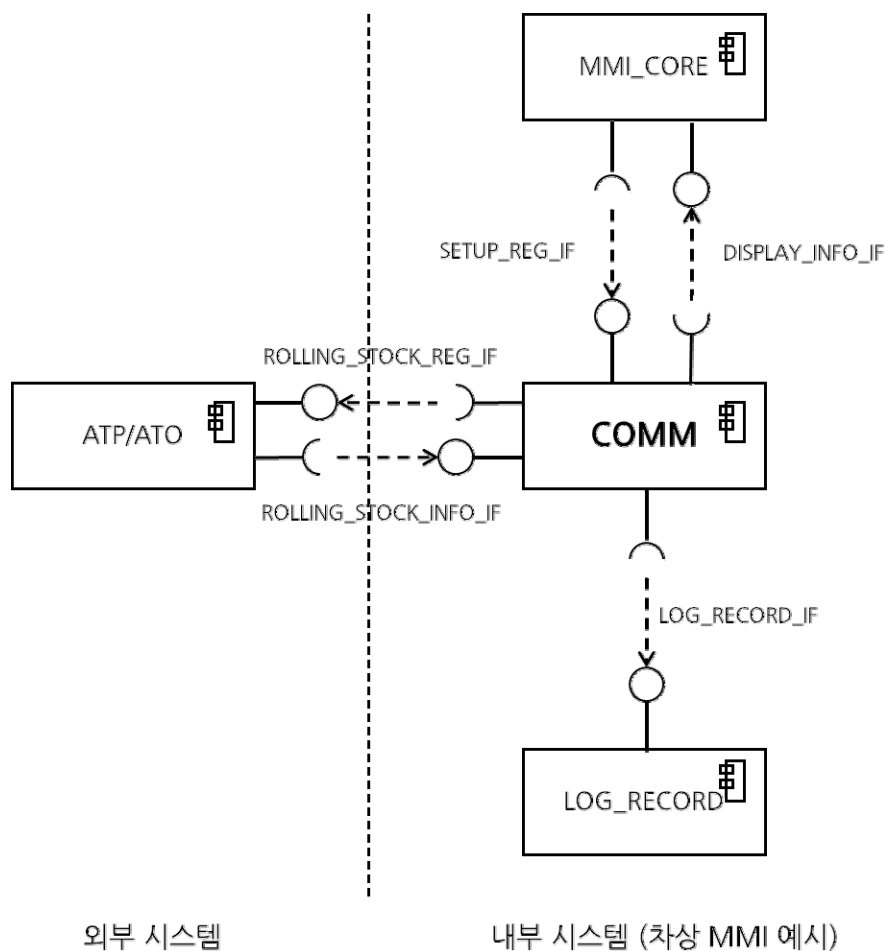 MMI_CORE
SETUP_REG_IF
DISPLAY_INFO_IF
ROLLING_STOCK_REG_IF
ATP/ATO
COMM
ROLLING_STOCK_INFO_IF
LOG_RECORD_IF
LOG_RECORD
외부 시스템
내부 시스템 (차상 MMI 예시)